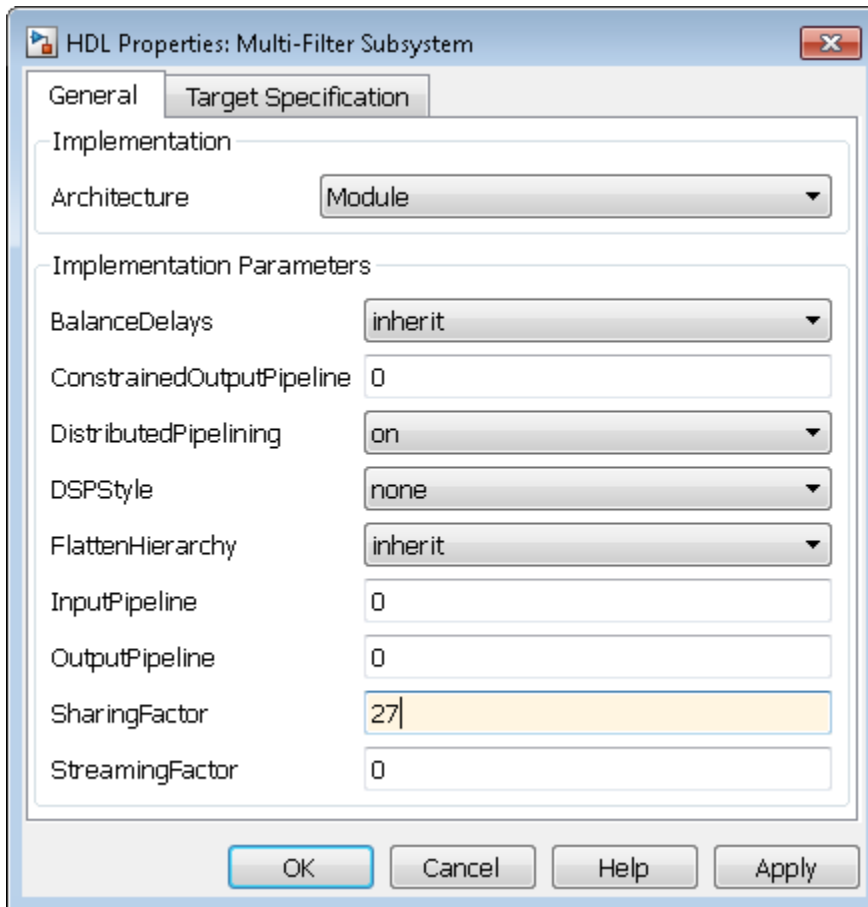 HDL Properties: Multi-Filter Subsystem
General Target Specification
Implementation
Architecture Module
Implementation Parameters
BalanceDelays inherit
ConstrainedOutputPipeline 0
DistributedPipelining on
DSPStyle none
FlattenHierarchy inherit
InputPipeline 0
OutputPipeline 0
SharingFactor 27
StreamingFactor 0
OK Cancel Help Apply